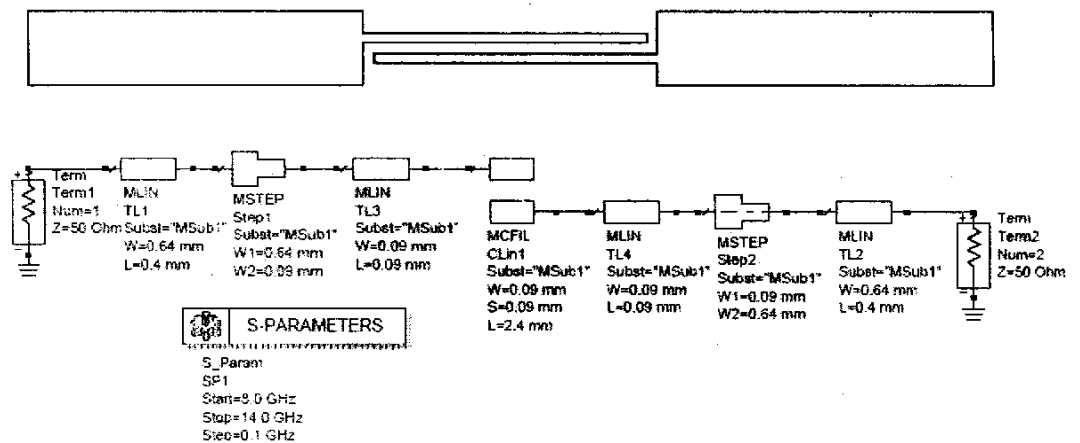 Term
Term1
Num=1
Z=50 Ohm
MLIN
TL1
Subst="MSub1"
W=0.64 mm
L=0.4 mm
MSTEP
Step1
Subst="MSub1"
W1=0.64 mm
W2=0.09 mm
MLIN
TL3
Subst="MSub1"
W=0.09 mm
L=0.09 mm
MCFIL
CLin1
Subst="MSub1"
W=0.09 mm
S=0.09 mm
L=2.4 mm
MLIN
TL4
Subst="MSub1"
W=0.09 mm
L=0.09 mm
MSTEP
Step2
Subst="MSub1"
W1=0.09 mm
W2=0.64 mm
MLIN
TL2
Subst="MSub1"
W=0.64 mm
L=0.4 mm
Term
Term2
Num=2
Z=50 Ohm
S-PARAMETERS
S_Param
SP1
Start=8.0 GHz
Stop=14.0 GHz
Step=0.1 GHz